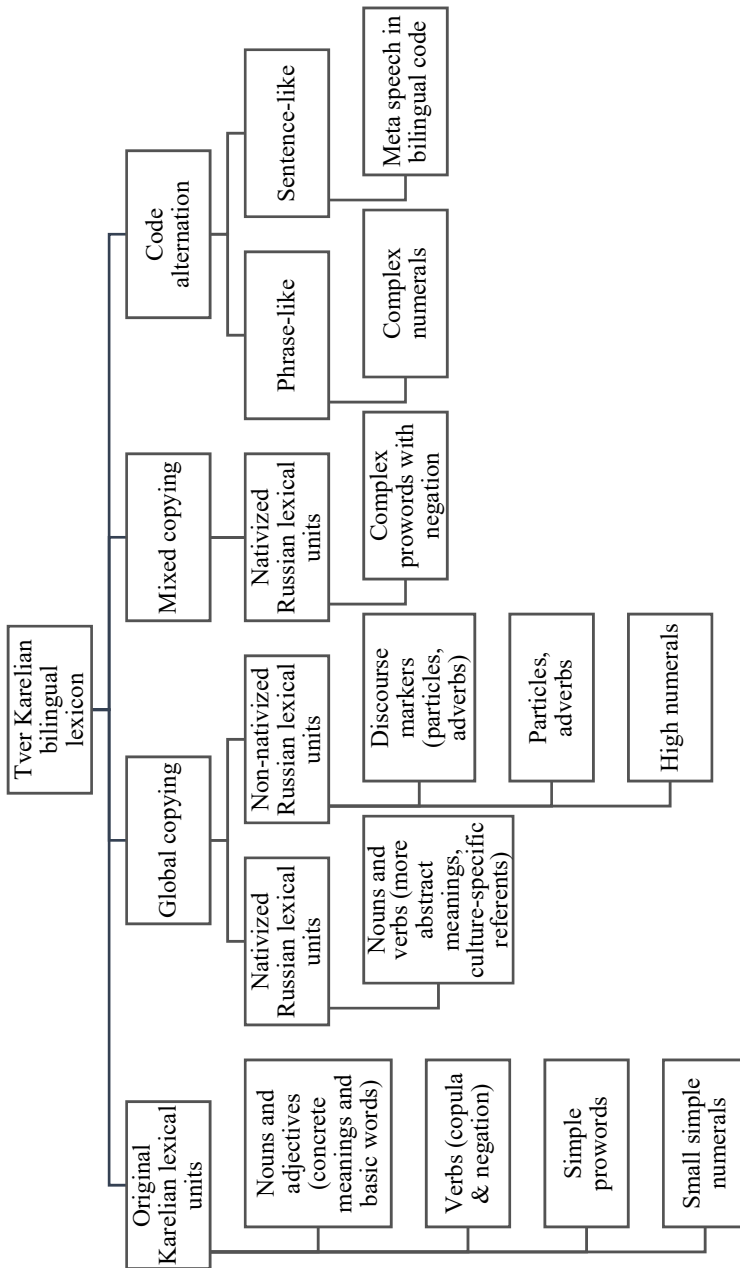 Tver Karelian
bilingual
lexicon
Original
Karelian lexical
units
Nouns and
adjectives
(concrete
meanings and
basic words)
Verbs (copula
& negation)
Simple
prowords
Small simple
numerals
Global copying
Nativized
Russian lexical
units
Nouns and
verbs (more
abstract
meanings,
culture-specific
referents)
Non-nativized
Russian lexical
units
Discourse
markers
(particles,
adverbs)
Particles,
adverbs
High numerals
Mixed copying
Nativized
Russian lexical
units
Complex
prowords with
negation
Code
alternation
Phrase-like
Complex
numerals
Sentence-like
Meta speech in
bilingual code